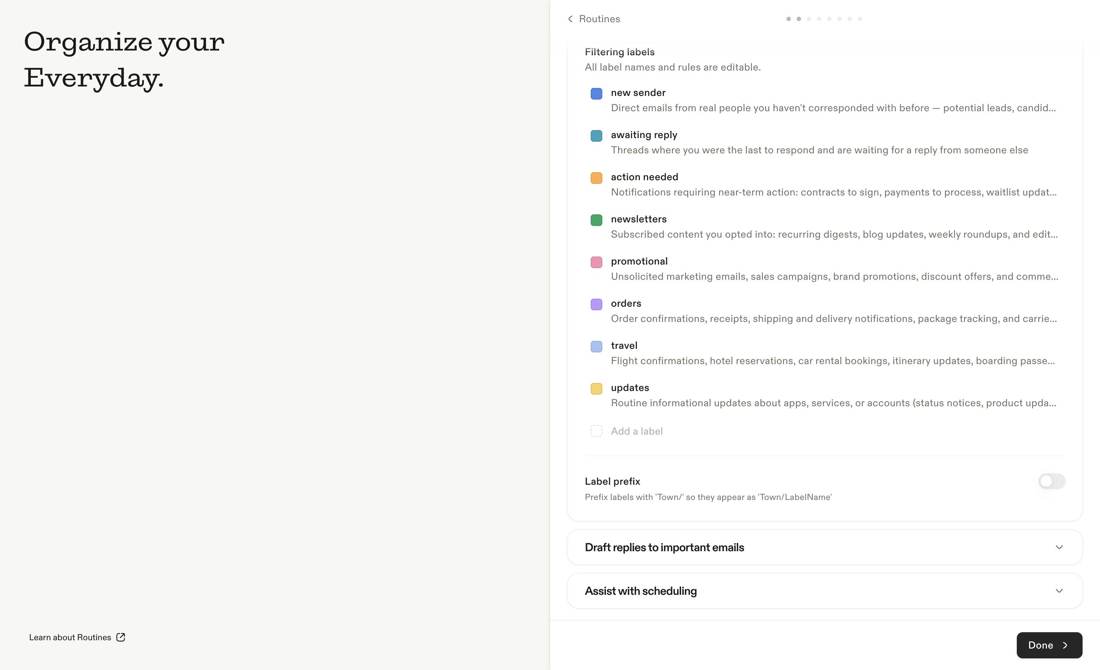 Organize your
Everyday.
Learn about Routines
Routines
Filtering labels
All label names and rules are editable.
new sender
Direct emails from real people you haven't corresponded with before — potential leads, candid...
awaiting reply
Threads where you were the last to respond and are waiting for a reply from someone else
action needed
Notifications requiring near-term action: contracts to sign, payments to process, waitlist updat...
newsletters
Subscribed content you opted into: recurring digests, blog updates, weekly roundups, and edit...
promotional
Unsolicited marketing emails, sales campaigns, brand promotions, discount offers, and comme...
orders
Order confirmations, receipts, shipping and delivery notifications, package tracking, and carrie...
travel
Flight confirmations, hotel reservations, car rental bookings, itinerary updates, boarding passe...
updates
Routine informational updates about apps, services, or accounts (status notices, product upda...
Add a label
Label prefix
Prefix labels with 'Town/' so they appear as 'Town/LabelName'
Draft replies to important emails
Assist with scheduling
Done